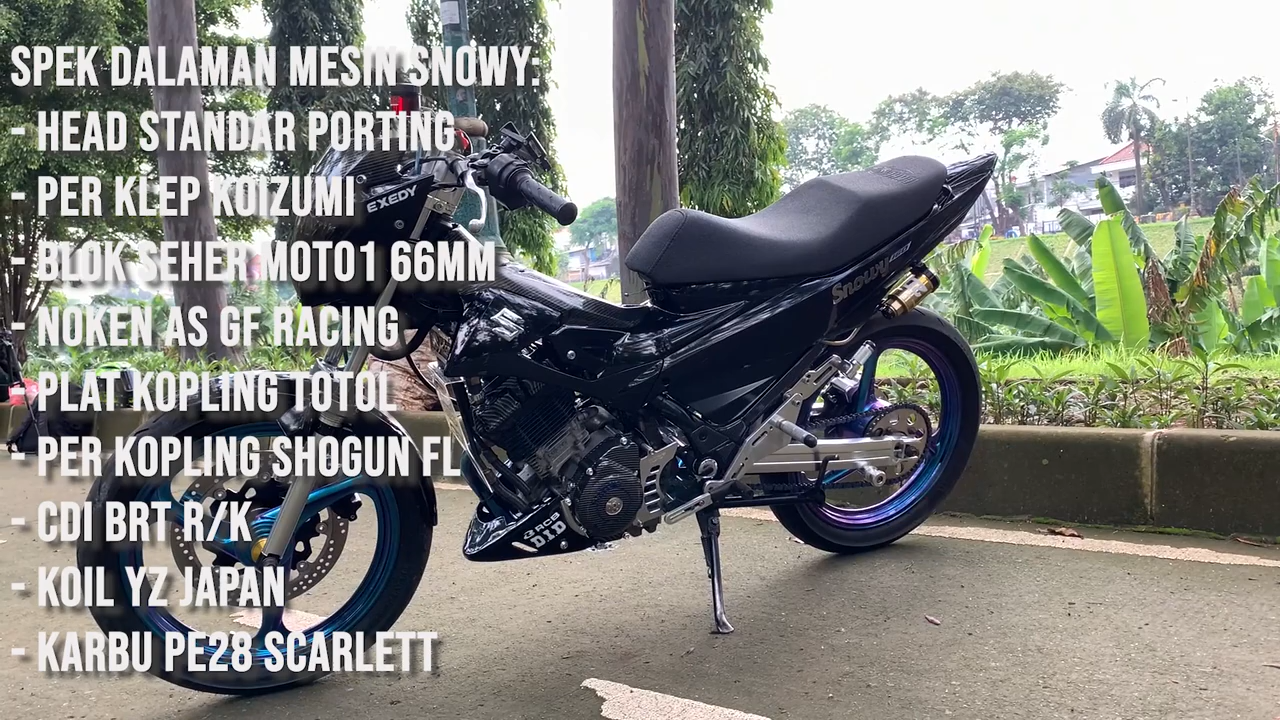 SPEK DALAMAN MESIN SNOWY:
- HEAD STANDAR PORTING
- PER KLEP KOIZUMI
- BLOK SEHER MOTO1 66MM
- NOKEN AS GF RACING
- PLAT KOPLING TOTOL
- PER KOPLING SHOGUN FL
- CDI BRT R/K
- KOIL YZ JAPAN
- KARBU PE28 SCARLETT
EXEDY
Snowy
RCB
DID